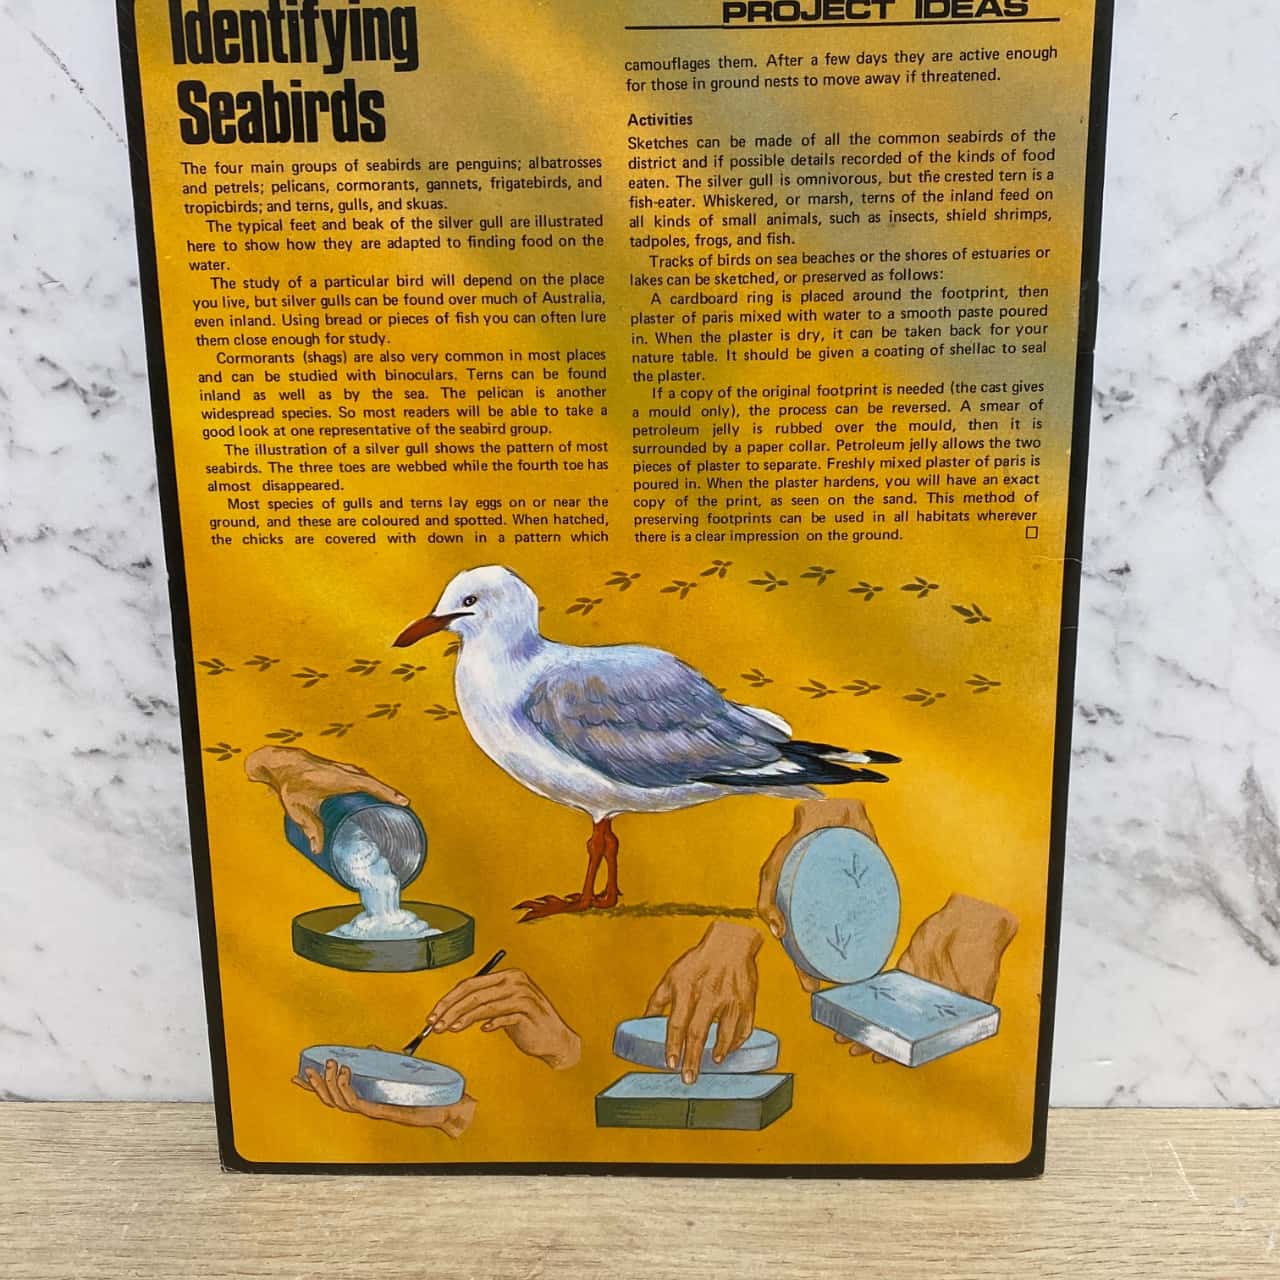 Identifying
Seabirds
The four main groups of seabirds are penguins; albatrosses
and petrels; pelicans, cormorants, gannets, frigatebirds, and
tropicbirds; and terns, gulls, and skuas.
The typical feet and beak of the silver gull are illustrated
here to show how they are adapted to finding food on the
water.
The study of a particular bird will depend on the place
you live, but silver gulls can be found over much of Australia,
even inland. Using bread or pieces of fish you can often lure
them close enough for study.
Cormorants (shags) are also very common in most places
and can be studied with binoculars. Terns can be found
inland as well as by the sea. The pelican is another
widespread species. So most readers will be able to take a
good look at one representative of the seabird group.
The illustration of a silver gull shows the pattern of most
seabirds. The three toes are webbed while the fourth toe has
almost disappeared.
Most species of gulls and terns lay eggs on or near the
ground, and these are coloured and spotted. When hatched,
the chicks are covered with down in a pattern which
PROJECT IDEAS
camouflages them. After a few days they are active enough
for those in ground nests to move away if threatened.
Activities
Sketches can be made of all the common seabirds of the
district and if possible details recorded of the kinds of food
eaten. The silver gull is omnivorous, but the crested tern is a
fish-eater. Whiskered, or marsh, terns of the inland feed on
all kinds of small animals, such as insects, shield shrimps,
tadpoles, frogs, and fish.
Tracks of birds on sea beaches or the shores of estuaries or
lakes can be sketched, or preserved as follows:
A cardboard ring is placed around the footprint, then
plaster of paris mixed with water to a smooth paste poured
in. When the plaster is dry, it can be taken back for your
nature table. It should be given a coating of shellac to seal
the plaster.
If a copy of the original footprint is needed (the cast gives
a mould only), the process can be reversed. A smear of
petroleum jelly is rubbed over the mould, then it is
surrounded by a paper collar. Petroleum jelly allows the two
pieces of plaster to separate. Freshly mixed plaster of paris is
poured in. When the plaster hardens, you will have an exact
copy of the print, as seen on the sand. This method of
preserving footprints can be used in all habitats wherever
there is a clear impression on the ground. □